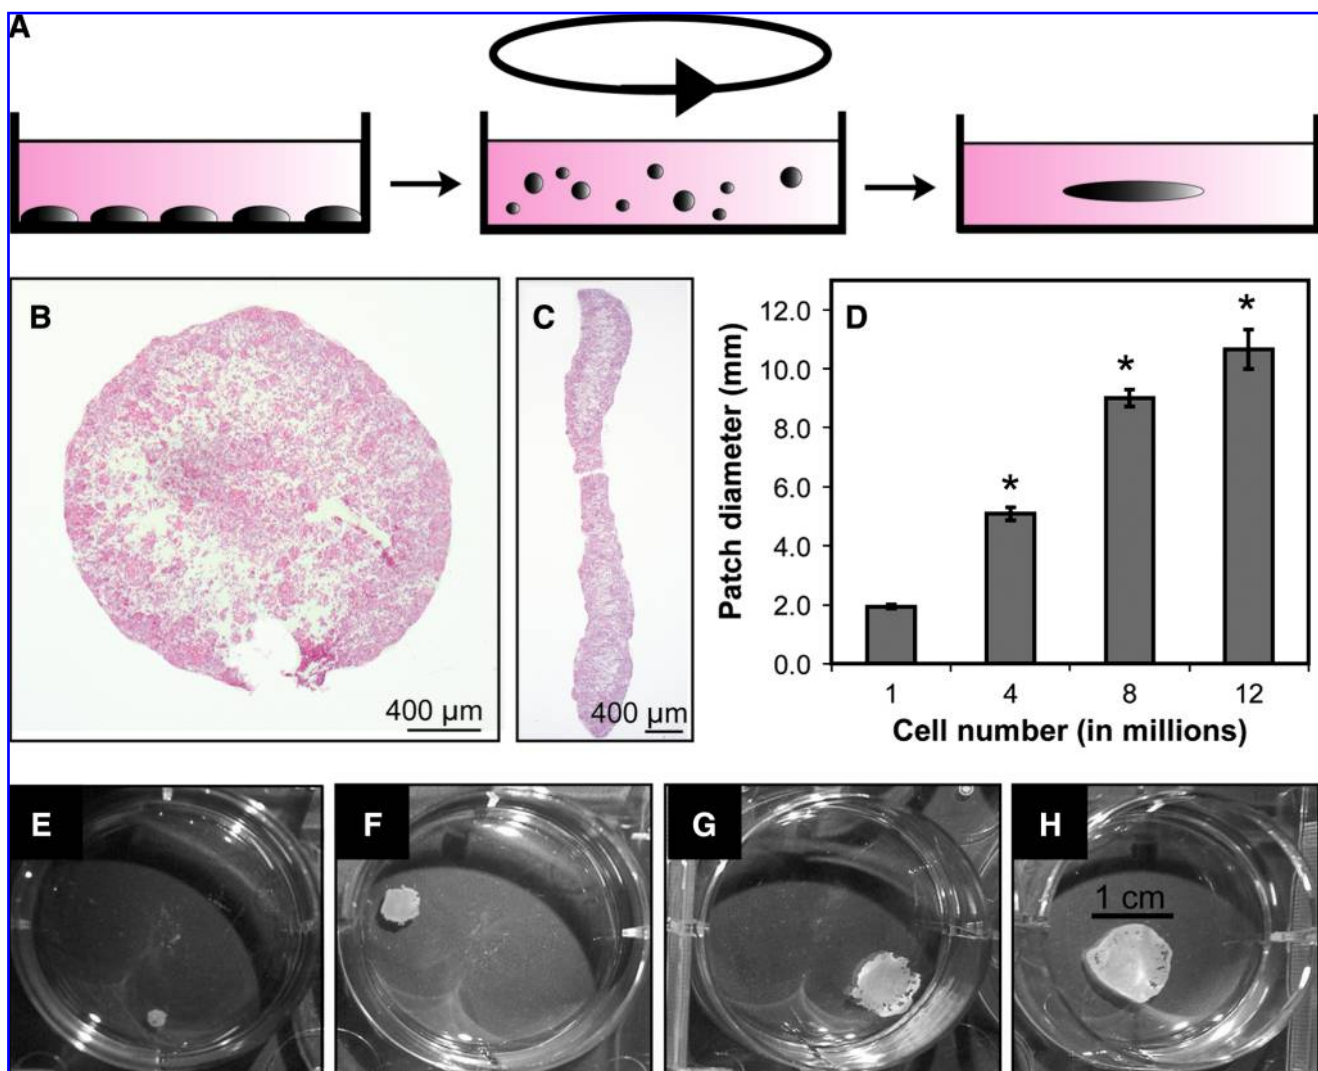 A
B
400 µm
C
400 µm
D
Patch diameter (mm)
12.0
10.0
8.0
6.0
4.0
2.0
0.0
*
*
*
1 4 8 12
Cell number (in millions)
E
F
G
H
1 cm